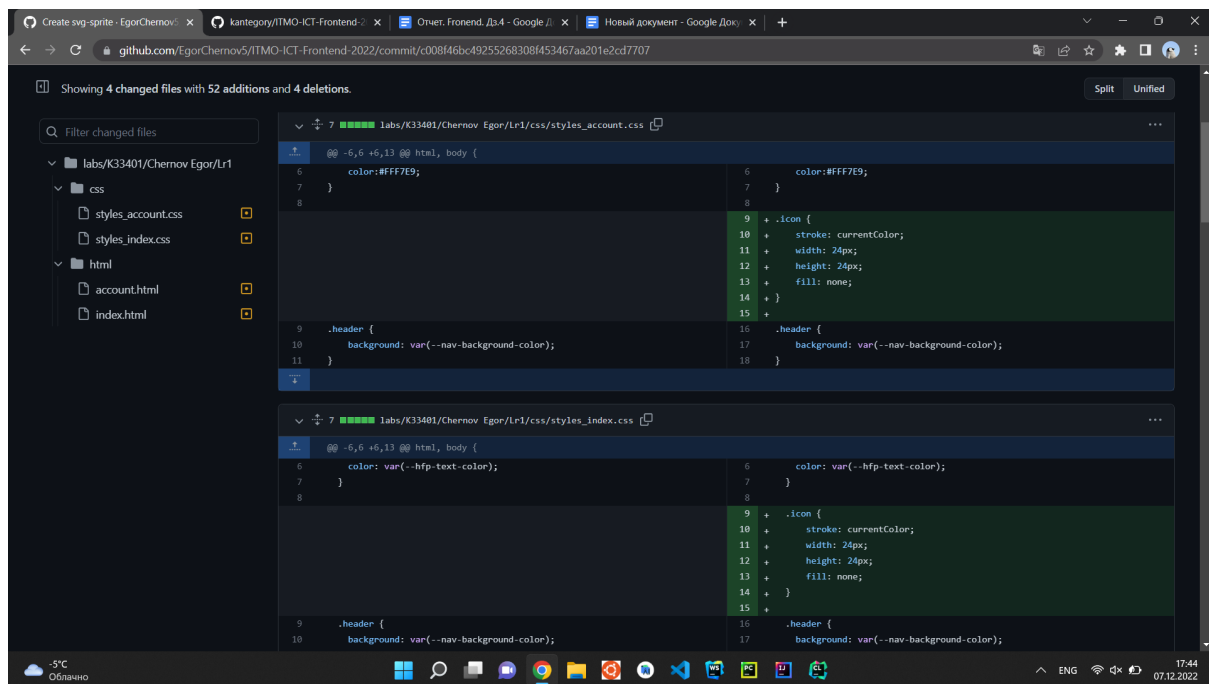 Create svg-sprite · EgorChernov5
kantegory/ITMO-ICT-Frontend-2
Отчет. Fronend. Дз.4 - Google Д
Новый документ - Google Доку
github.com/EgorChernov5/ITMO-ICT-Frontend-2022/commit/c008f46bc49255268308f453467aa201e2cd7707
Showing 4 changed files with 52 additions and 4 deletions.
Split Unified
Filter changed files
labs/K33401/Chernov Egor/Lr1
css
styles_account.css
styles_index.css
html
account.html
index.html
7 labs/K33401/Chernov Egor/Lr1/css/styles_account.css
@@ -6,6 +6,13 @@ html, body {
6 color:#FFF7E9; 6 color:#FFF7E9;
7 } 7 }
8 8
9 + .icon {
10 + stroke: currentColor;
11 + width: 24px;
12 + height: 24px;
13 + fill: none;
14 + }
15 +
9 .header { 16 .header {
10 background: var(--nav-background-color); 17 background: var(--nav-background-color);
11 } 18 }
7 labs/K33401/Chernov Egor/Lr1/css/styles_index.css
@@ -6,6 +6,13 @@ html, body {
6 color: var(--hfp-text-color); 6 color: var(--hfp-text-color);
7 } 7 }
8 8
9 + .icon {
10 + stroke: currentColor;
11 + width: 24px;
12 + height: 24px;
13 + fill: none;
14 + }
15 +
9 .header { 16 .header {
10 background: var(--nav-background-color); 17 background: var(--nav-background-color);
-5°C
Облачно
WS
PC
IJ
CL
ENG
17:44
07.12.2022